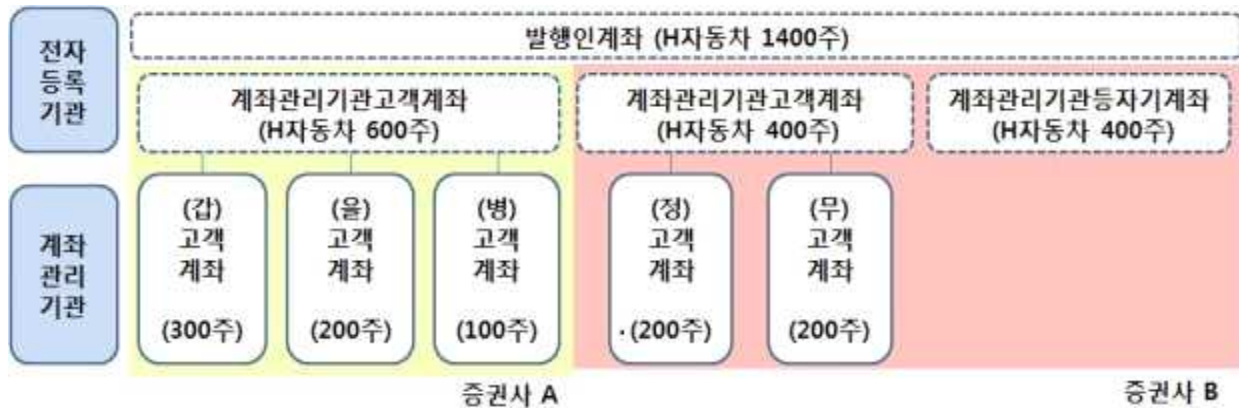 전자
등록
기관
발행인계좌 (H자동차 1400주)
계좌관리기관고객계좌
(H자동차 600주)
계좌관리기관고객계좌
(H자동차 400주)
계좌관리기관등자기계좌
(H자동차 400주)
계좌
관리
기관
(갑)
고객
계좌
(300주)
(을)
고객
계좌
(200주)
(병)
고객
계좌
(100주)
(정)
고객
계좌
(200주)
(무)
고객
계좌
(200주)
증권사 A
증권사 B